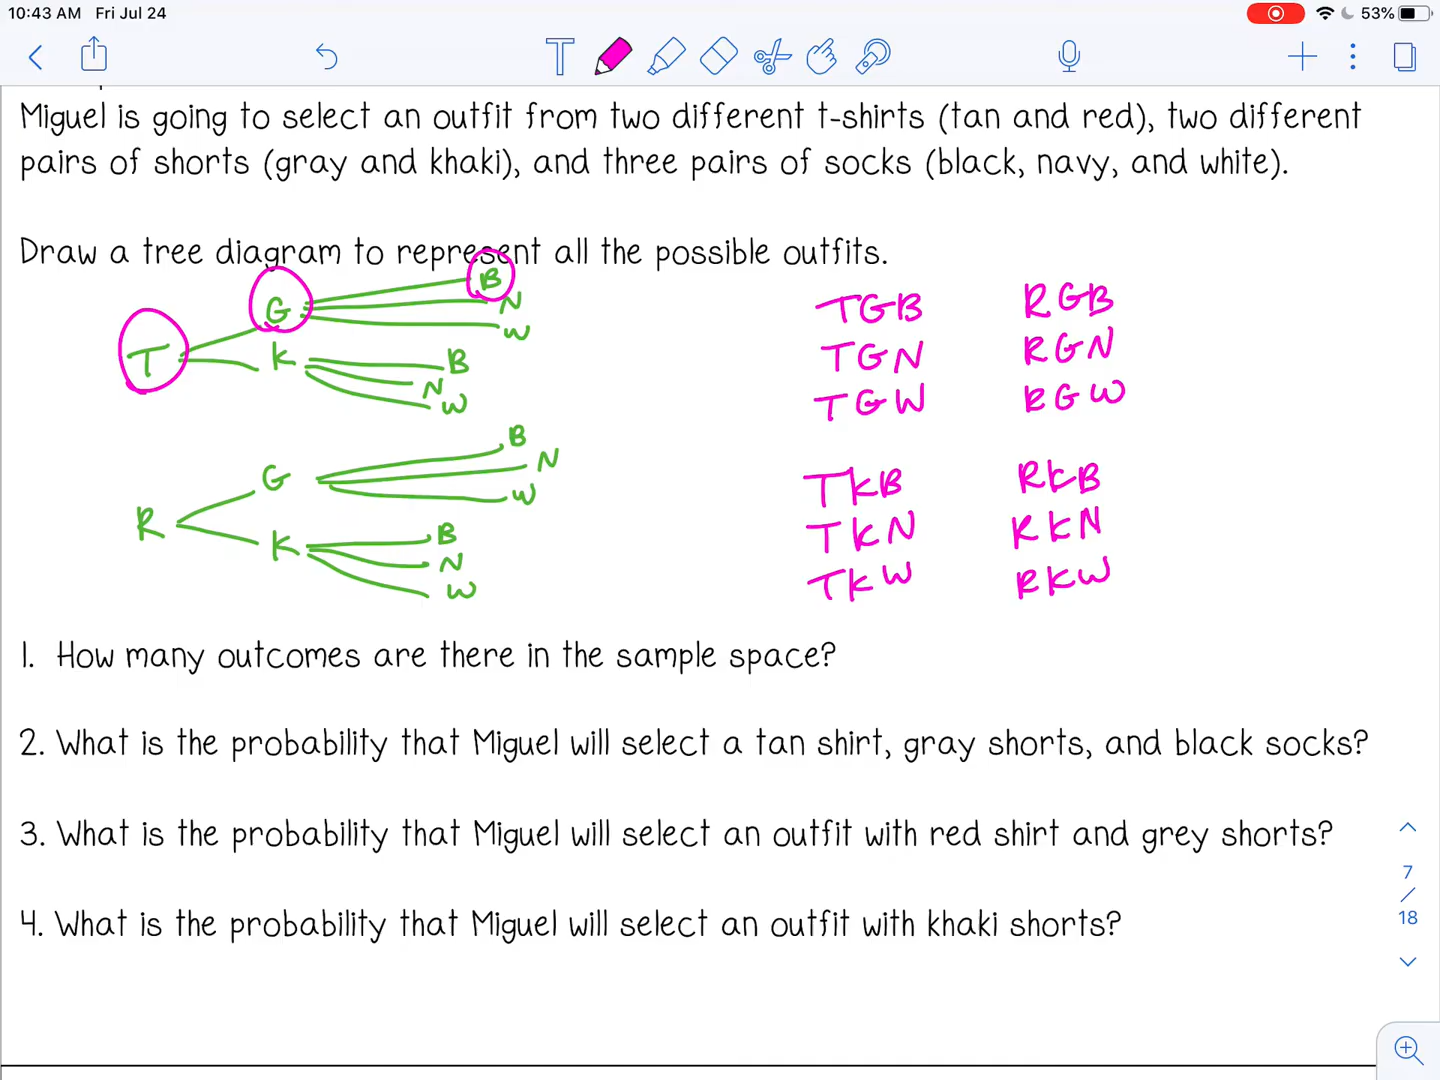 10:43 AM Fri Jul 24
53%
Miguel is going to select an outfit from two different t-shirts (tan and red), two different
pairs of shorts (gray and khaki), and three pairs of socks (black, navy, and white).
Draw a tree diagram to represent all the possible outfits.
B
G N
W
T K B
N
W
B
G N
W
R
K B
N
W
TGB RGB
TGN RGN
TGW RGW
TKB RKB
TKN RKN
TKW RKW
1. How many outcomes are there in the sample space?
2. What is the probability that Miguel will select a tan shirt, gray shorts, and black socks?
3. What is the probability that Miguel will select an outfit with red shirt and grey shorts?
4. What is the probability that Miguel will select an outfit with khaki shorts?
7
/
18